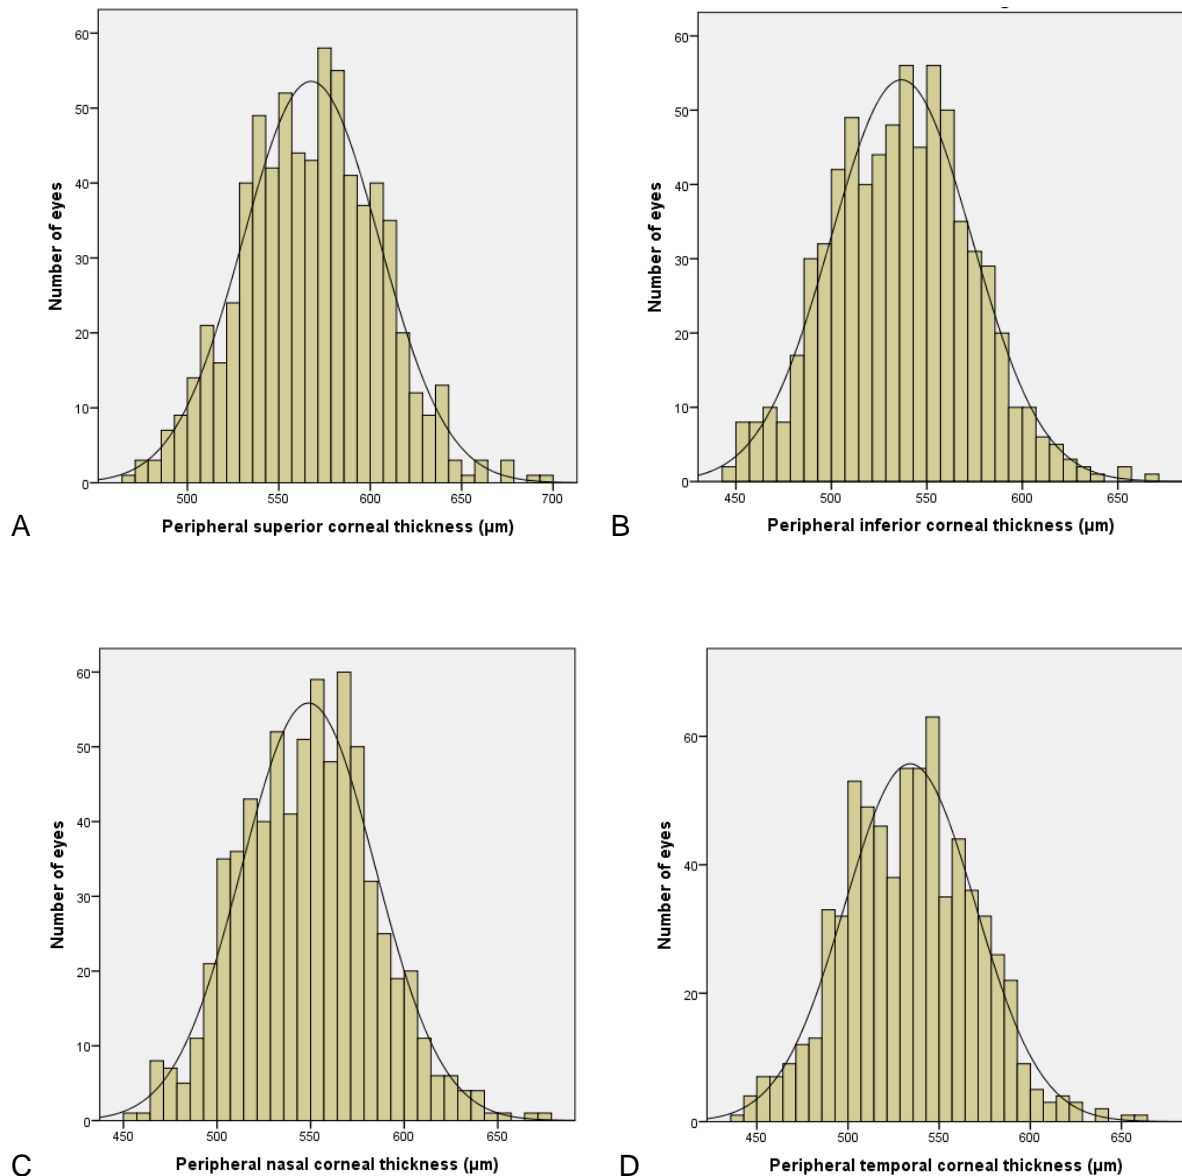 60
50
40
30
20
10
0
Number of eyes
500 550 600 650 700
Peripheral superior corneal thickness (µm)
A
60
50
40
30
20
10
0
Number of eyes
450 500 550 600 650
Peripheral inferior corneal thickness (µm)
B
60
50
40
30
20
10
0
Number of eyes
450 500 550 600 650
Peripheral nasal corneal thickness (µm)
C
60
40
20
0
Number of eyes
450 500 550 600 650
Peripheral temporal corneal thickness (µm)
D